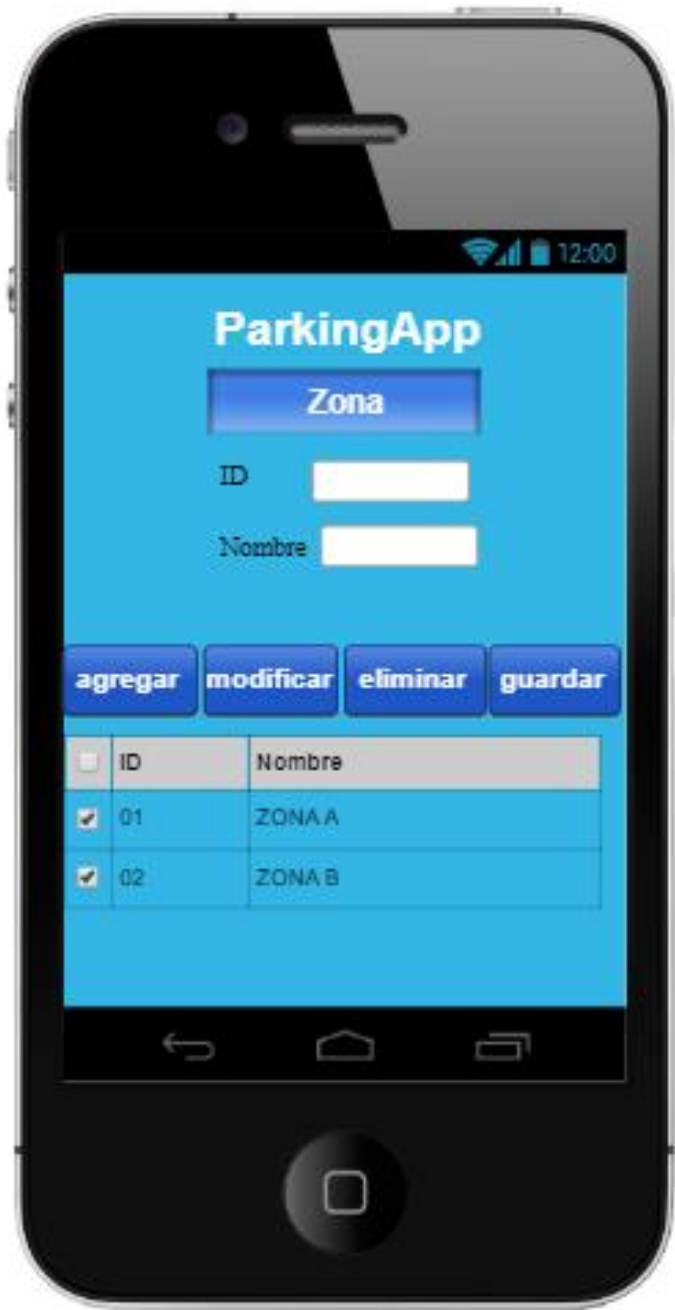 12:00
ParkingApp
Zona
ID
Nombre
agregar modificar eliminar guardar
ID Nombre
01 ZONA A
02 ZONA B